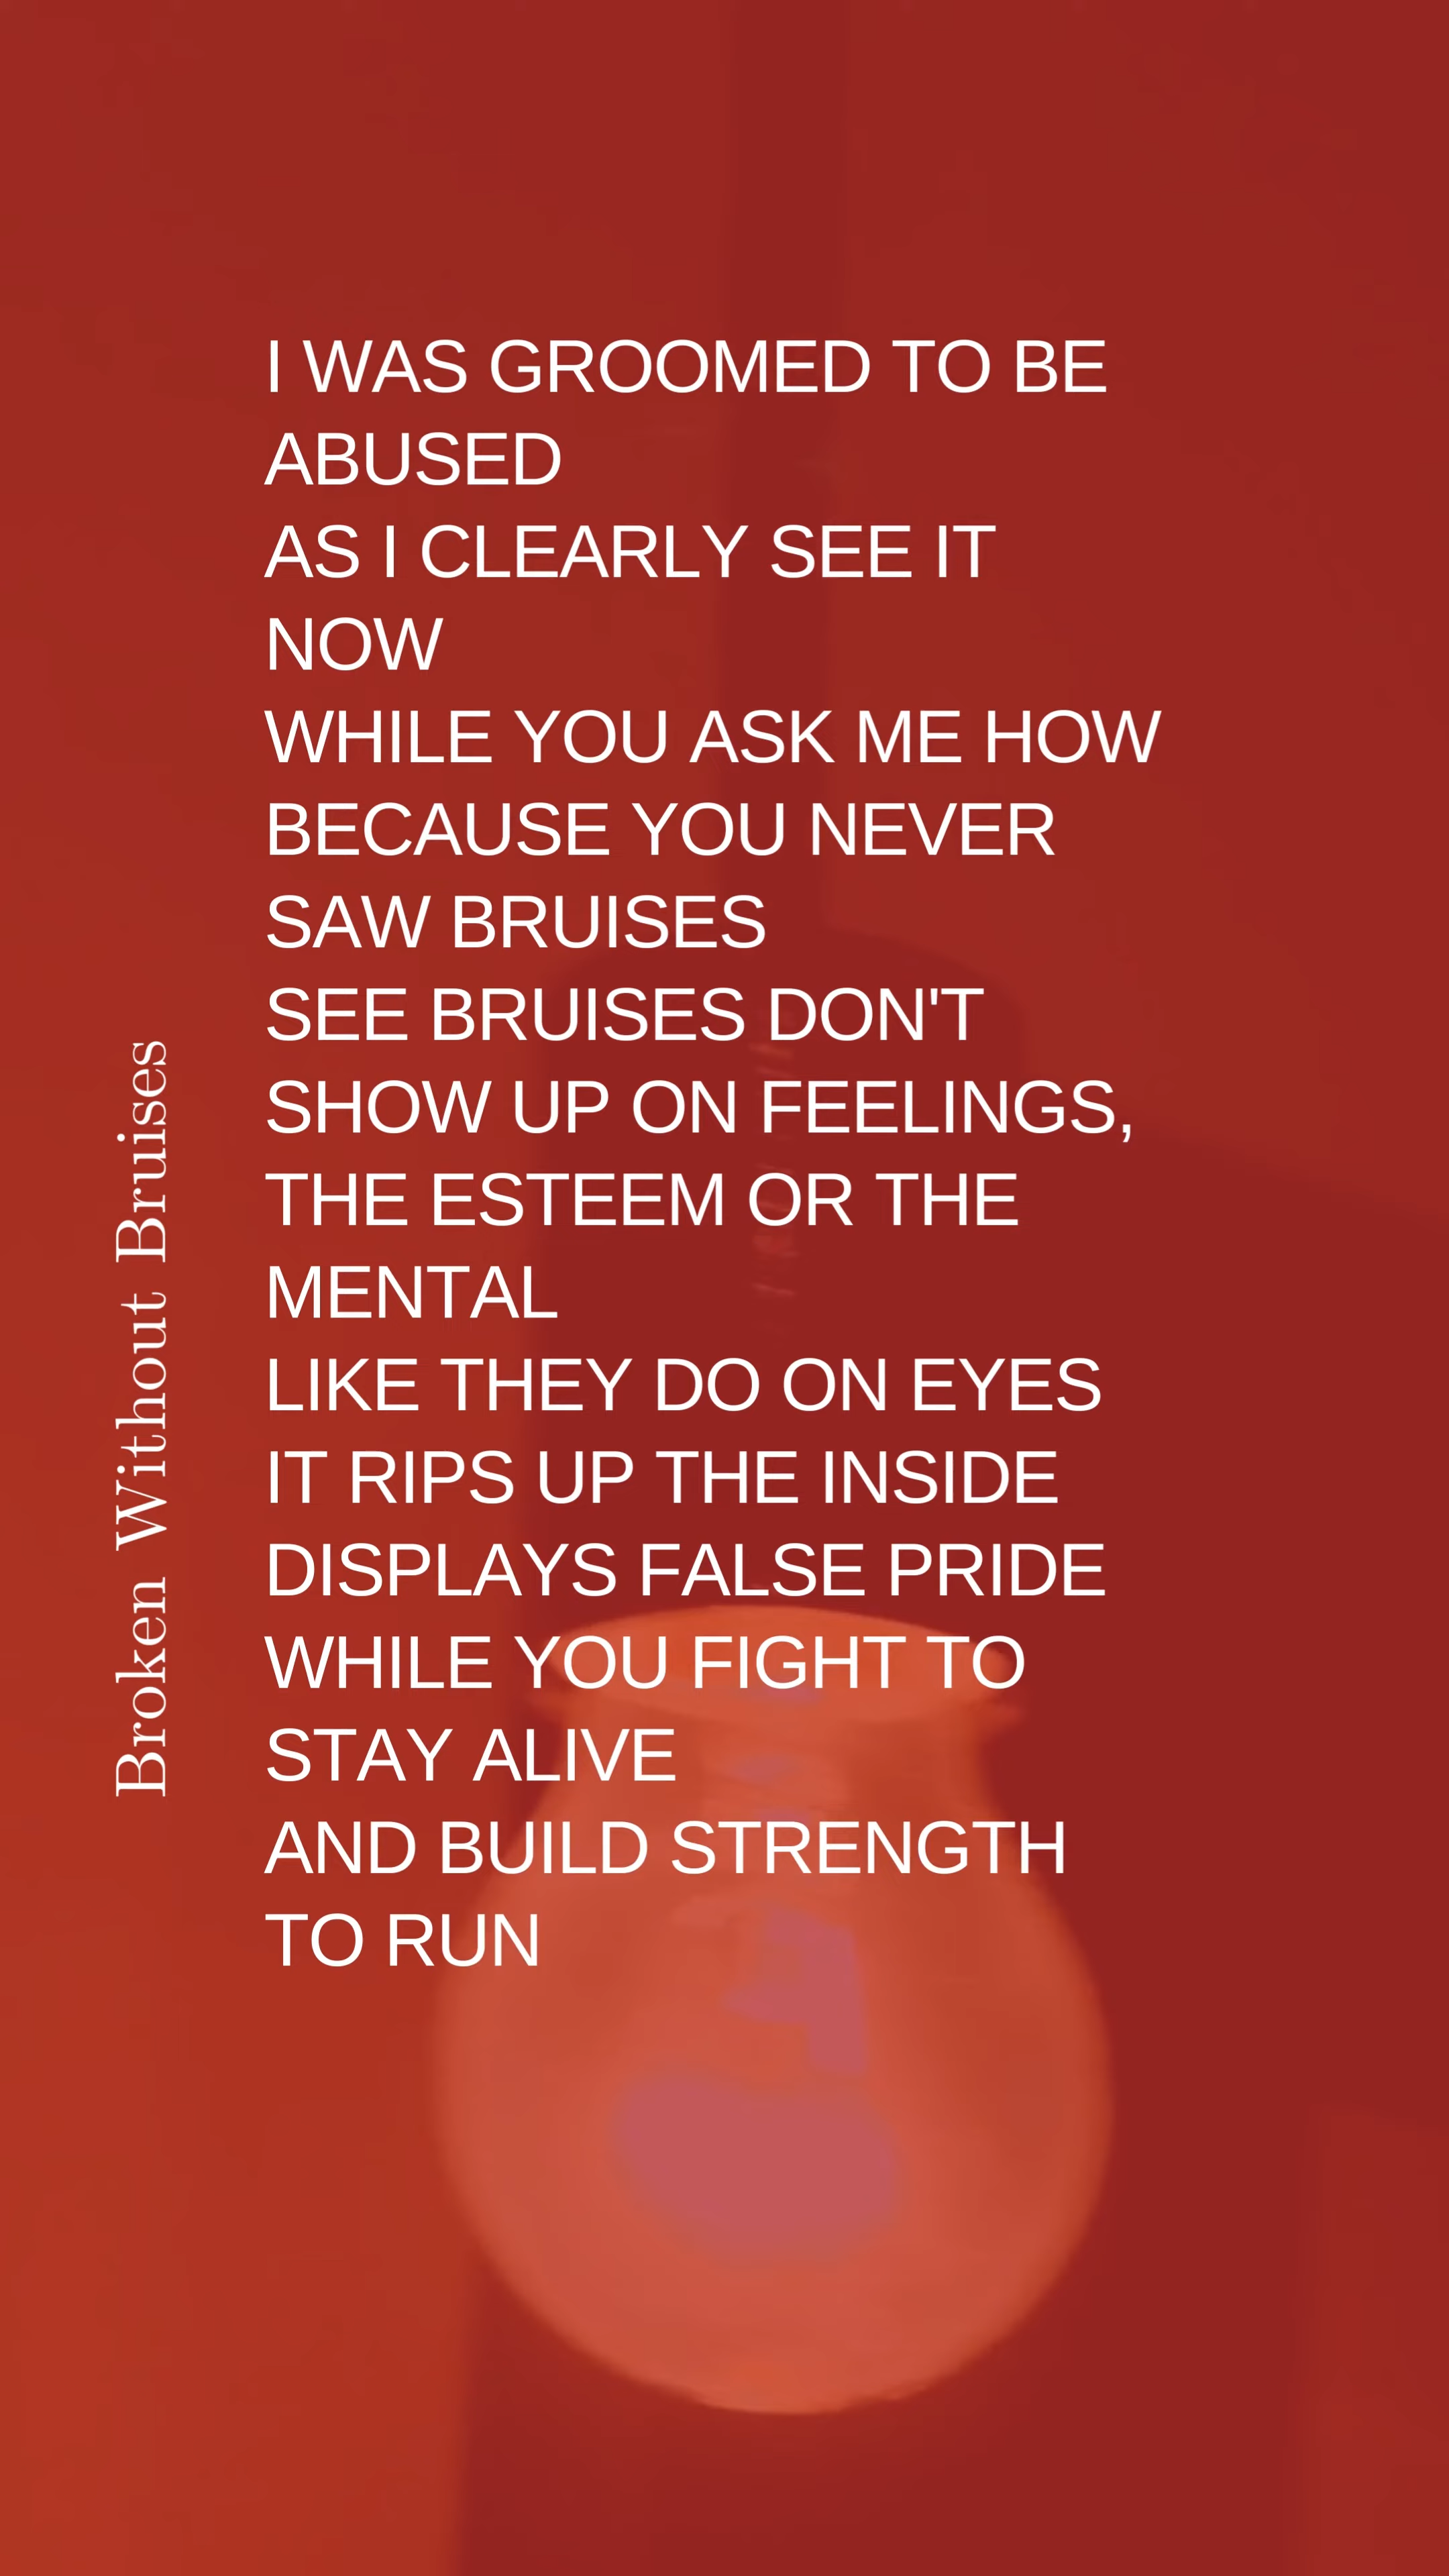 I WAS GROOMED TO BE
ABUSED
AS I CLEARLY SEE IT
NOW
WHILE YOU ASK ME HOW
BECAUSE YOU NEVER
SAW BRUISES
SEE BRUISES DON'T
SHOW UP ON FEELINGS,
THE ESTEEM OR THE
MENTAL
LIKE THEY DO ON EYES
IT RIPS UP THE INSIDE
DISPLAYS FALSE PRIDE
WHILE YOU FIGHT TO
STAY ALIVE
AND BUILD STRENGTH
TO RUN
Broken Without Bruises